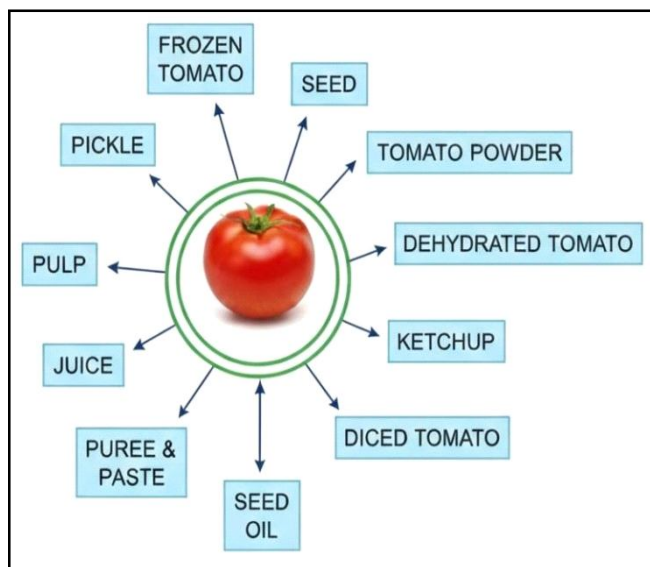 FROZEN
TOMATO
SEED
PICKLE
TOMATO POWDER
PULP
DEHYDRATED TOMATO
JUICE
KETCHUP
PUREE &
PASTE
DICED TOMATO
SEED
OIL